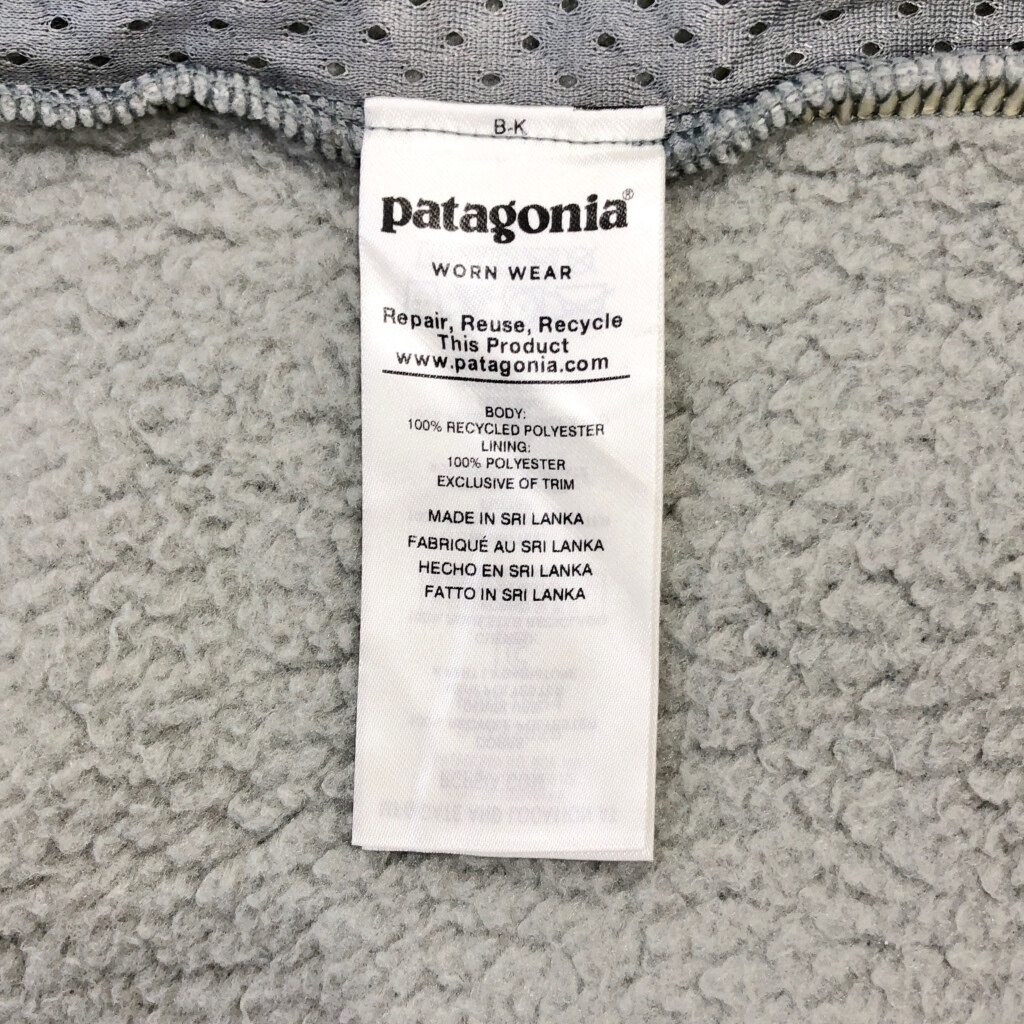 B-K
patagonia®
WORN WEAR
Repair, Reuse, Recycle
This Product
www.patagonia.com
BODY:
100% RECYCLED POLYESTER
LINING:
100% POLYESTER
EXCLUSIVE OF TRIM
MADE IN SRI LANKA
FABRIQUÉ AU SRI LANKA
HECHO EN SRI LANKA
FATTO IN SRI LANKA